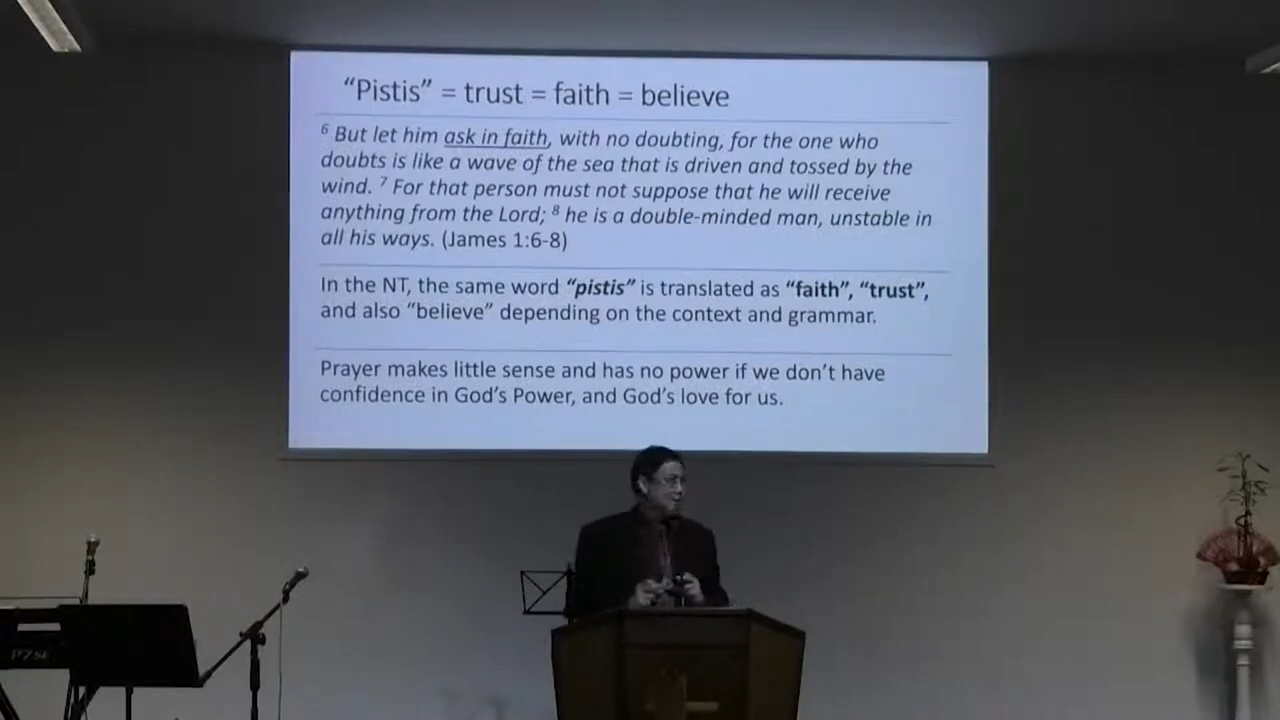 “Pistis” = trust = faith = believe
6 But let him ask in faith, with no doubting, for the one who
doubts is like a wave of the sea that is driven and tossed by the
wind. 7 For that person must not suppose that he will receive
anything from the Lord; 8 he is a double-minded man, unstable in
all his ways. (James 1:6-8)
In the NT, the same word “pistis” is translated as “faith”, “trust”,
and also “believe” depending on the context and grammar.
Prayer makes little sense and has no power if we don’t have
confidence in God’s Power, and God’s love for us.